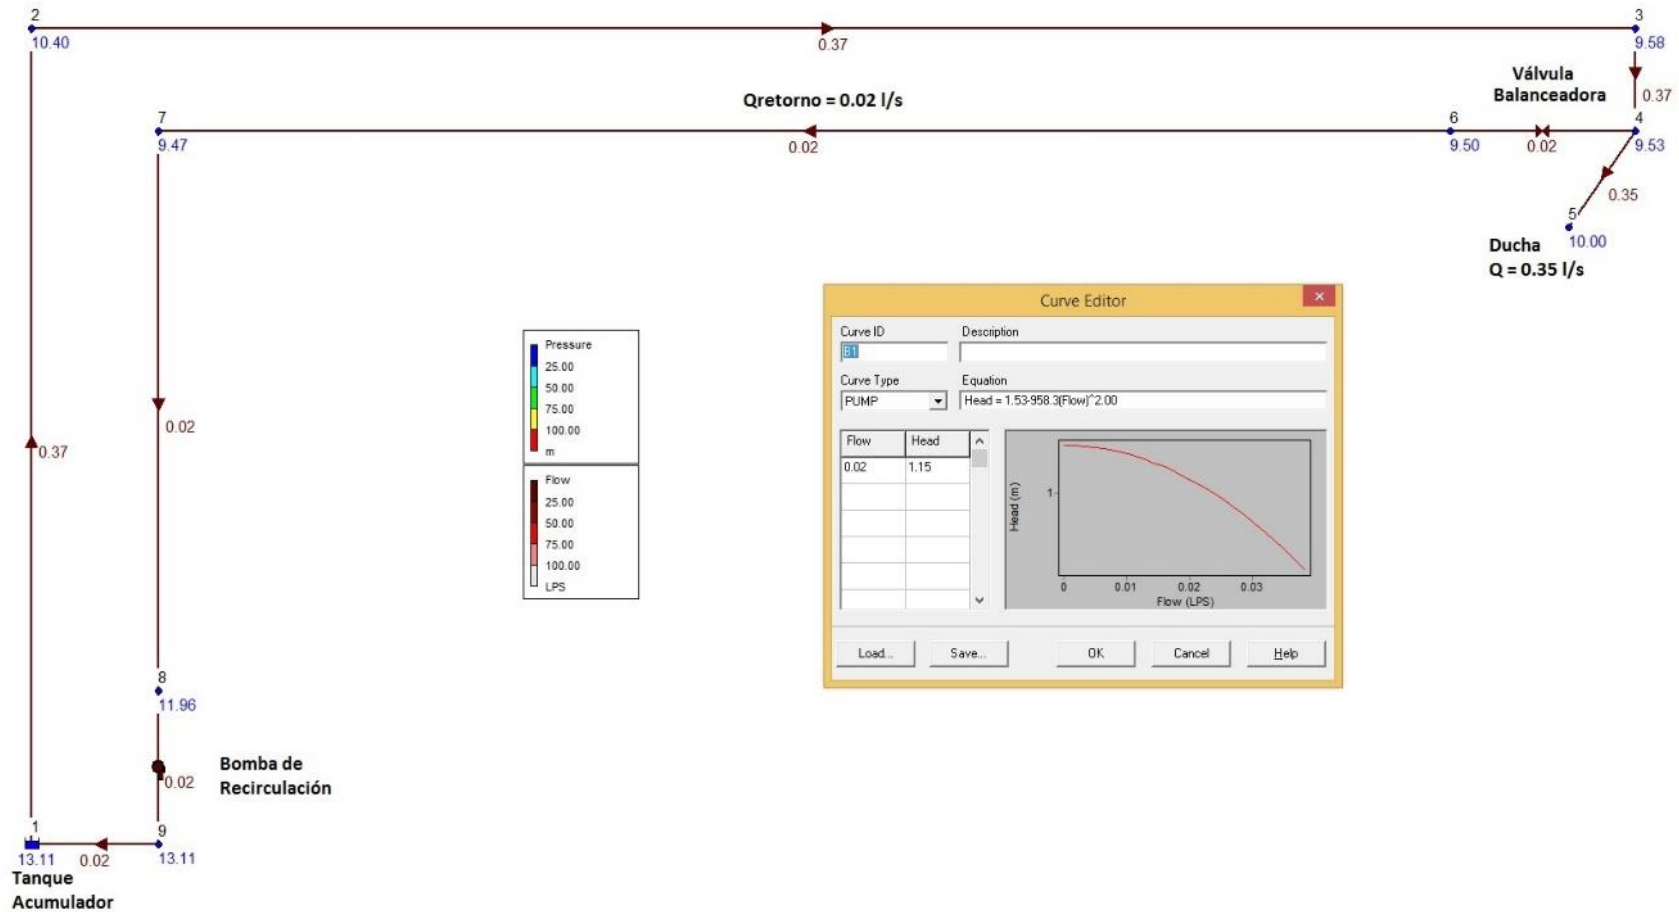 2
10.40
0.37
3
9.58
Válvula
Balanceadora
0.37
Qretorno = 0.02 l/s
7
9.47
0.02
6
9.50
0.02
4
9.53
0.35
5
10.00
Ducha
Q = 0.35 l/s
0.02
0.37
Pressure
25.00
50.00
75.00
100.00
m
Flow
25.00
50.00
75.00
100.00
LPS
Curve Editor
Curve ID
Description
B1
Curve Type
Equation
PUMP
Head = 1.53-958.3(Flow)^2.00
Flow Head
0.02 1.15
Head (m)
1
0 0.01 0.02 0.03
Flow (LPS)
Load...
Save...
OK
Cancel
Help
8
11.96
Bomba de
Recirculación
0.02
1
13.11
0.02
9
13.11
Tanque
Acumulador